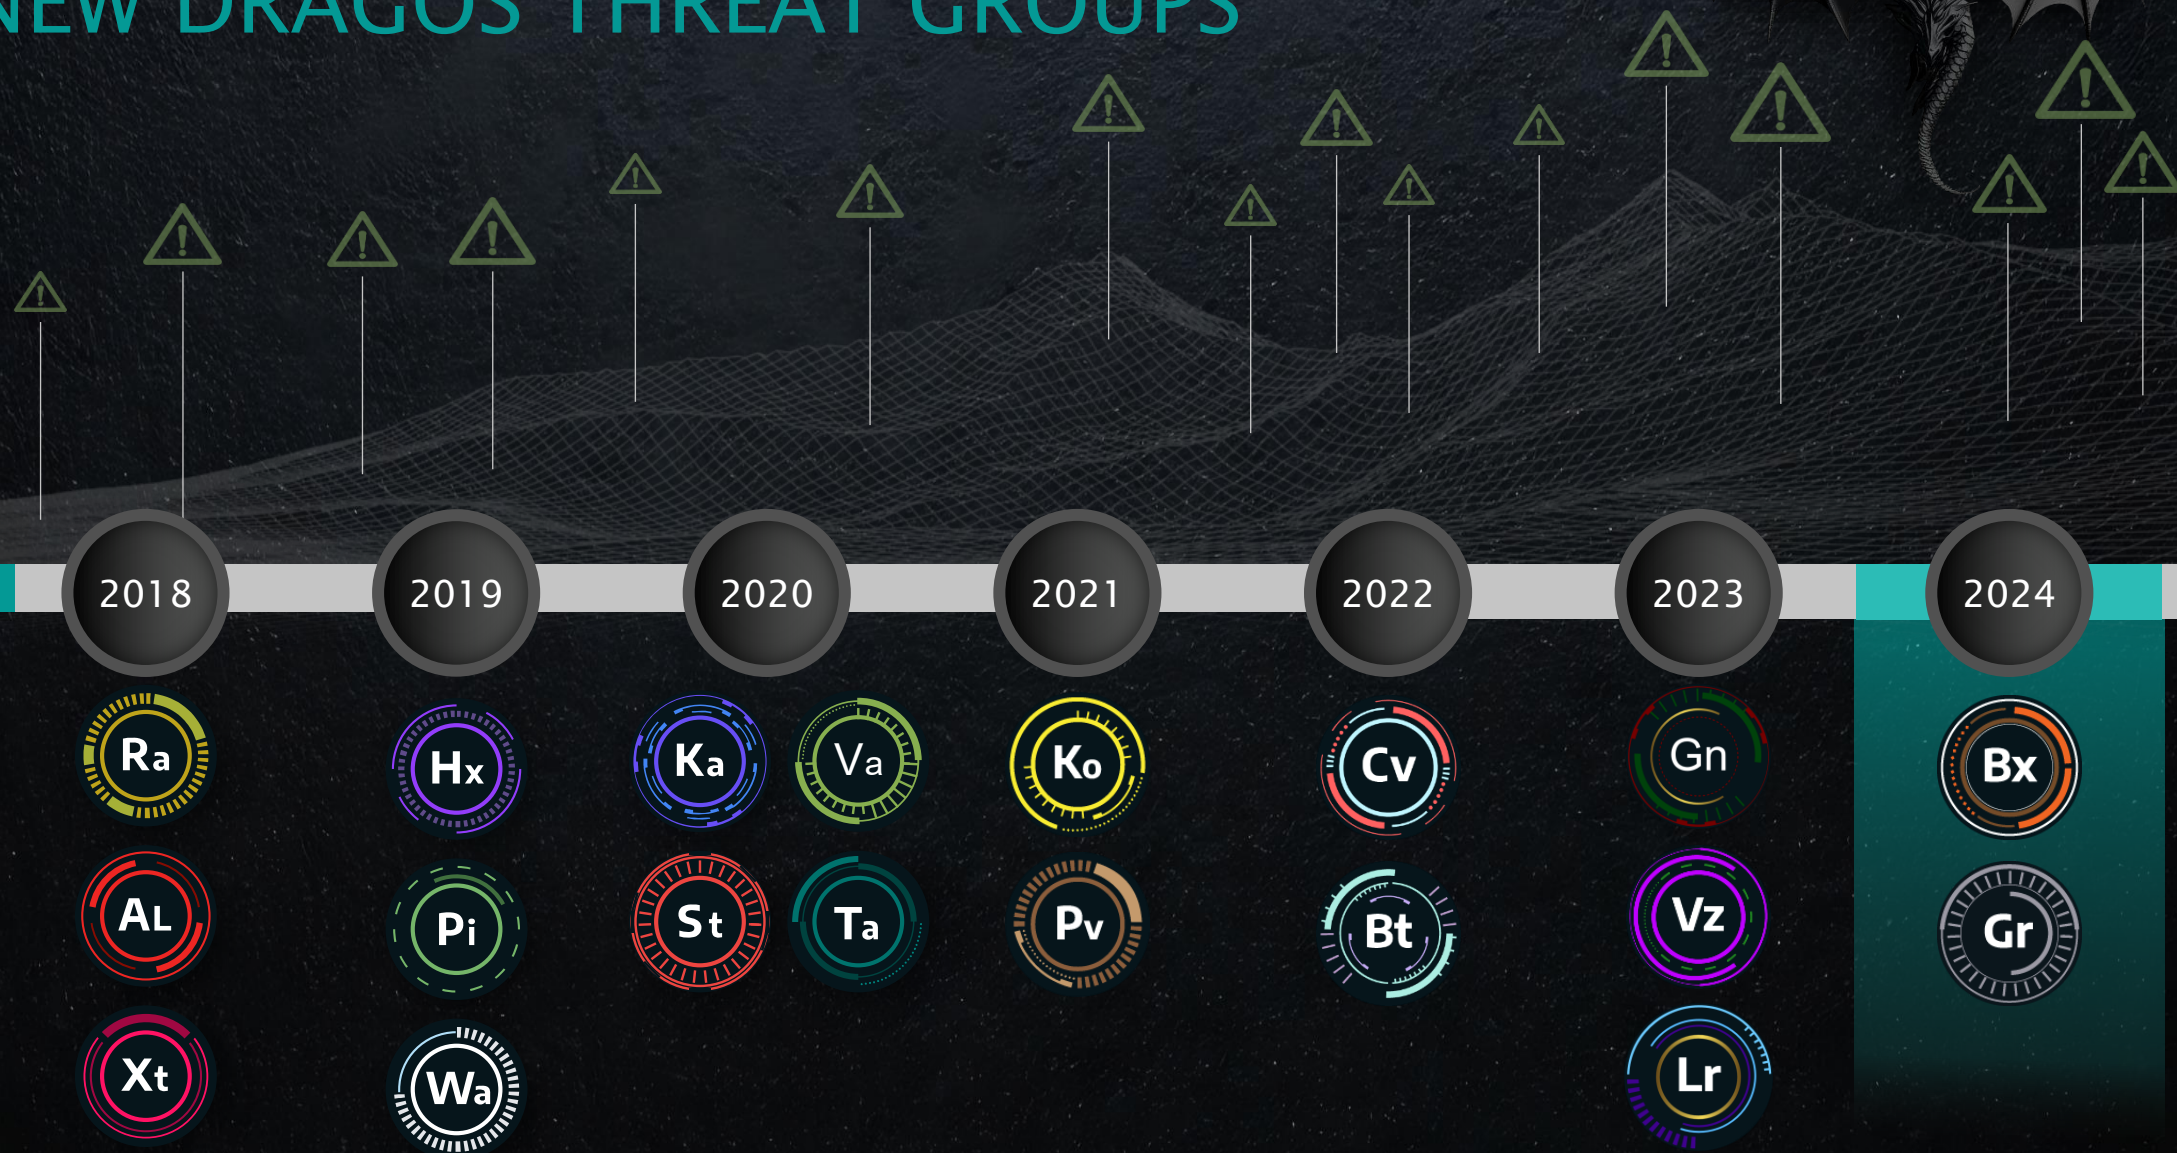 NEW DRAGOS THREAT GROUPS
2018 2019 2020 2021 2022 2023 2024
Ra Hx Ka Va Ko Cv Gn Bx
AL Pi St Ta Pv Bt Vz Gr
Xt Wa Lr